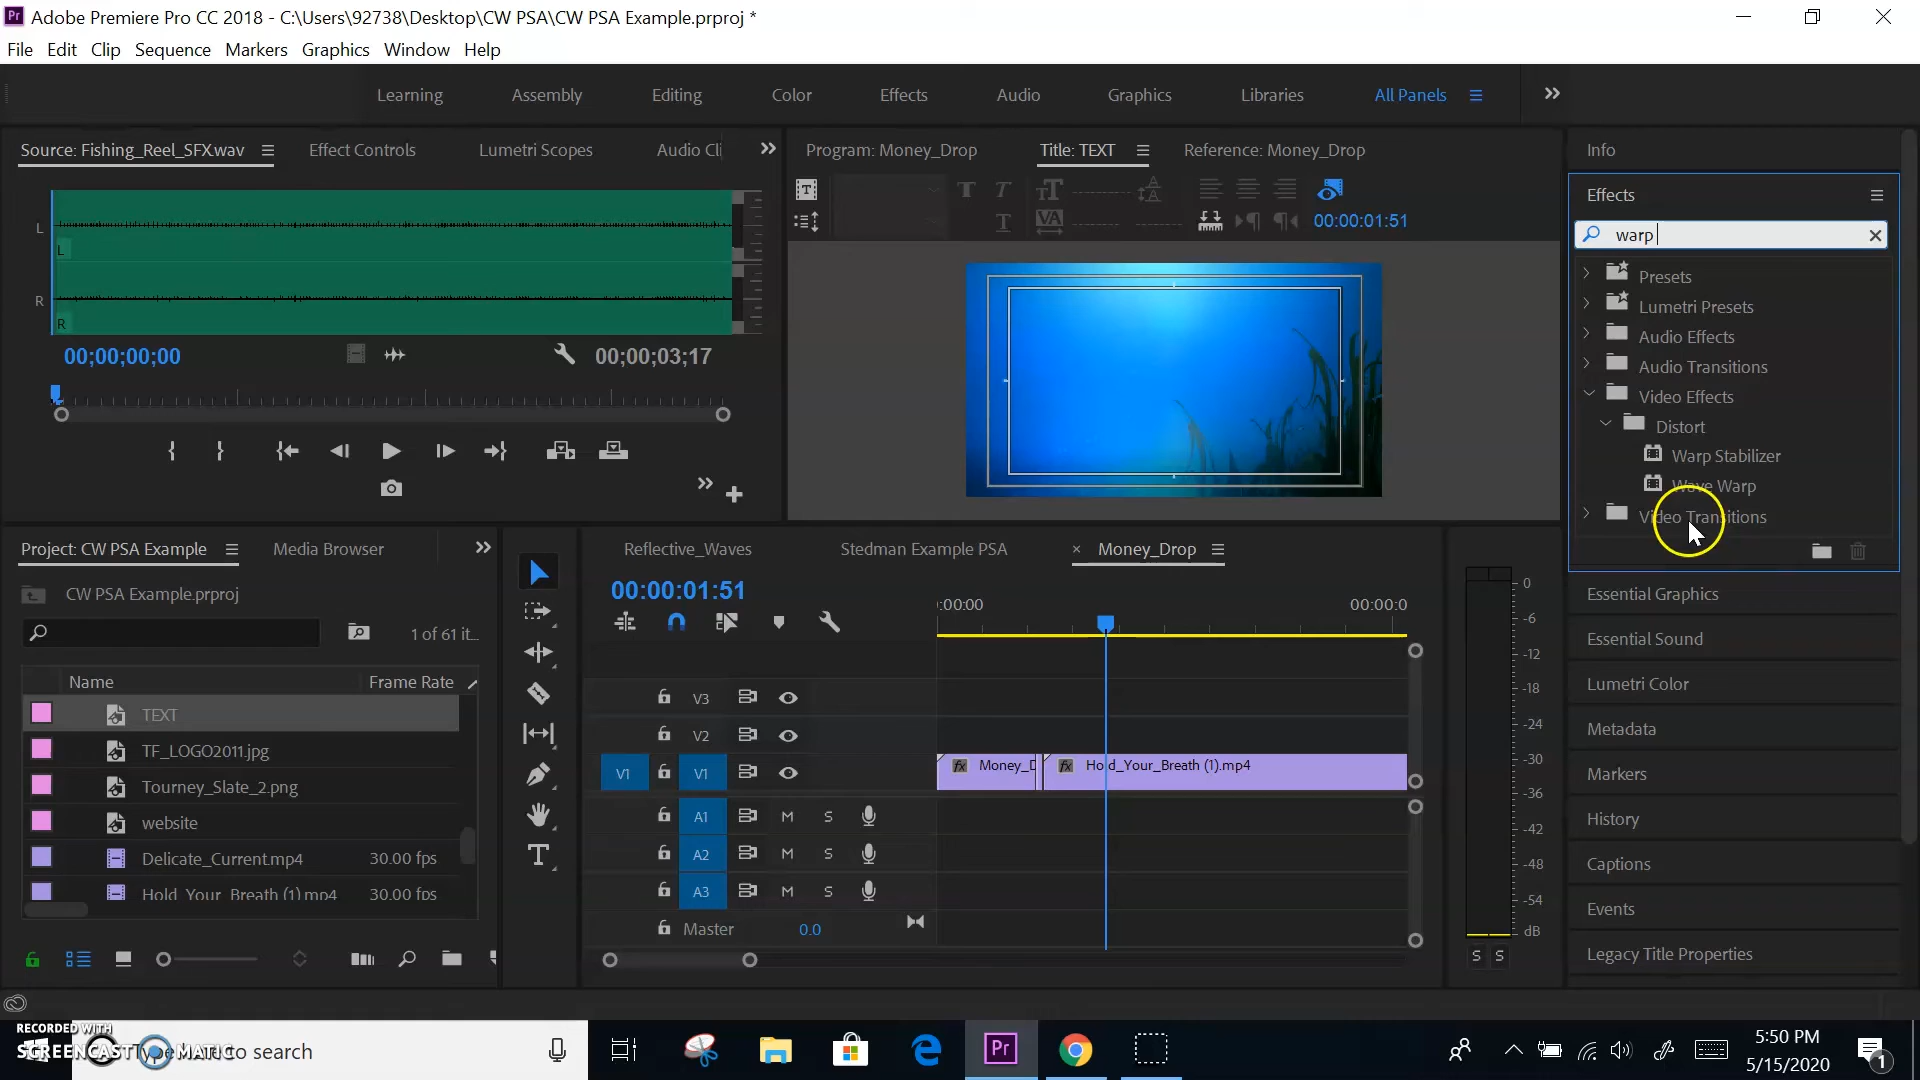 Adobe Premiere Pro CC 2018 - C:\Users\92738\Desktop\CW PSA\CW PSA Example.prproj *
File Edit Clip Sequence Markers Graphics Window Help
Learning Assembly Editing Color Effects Audio Graphics Libraries All Panels
Source: Fishing_Reel_SFX.wav Effect Controls Lumetri Scopes Audio Cli
Program: Money_Drop Title: TEXT Reference: Money_Drop
Info
Effects
warp
00:00:01:51
L
L
R
R
00;00;00;00 00;00;03;17
Presets
Lumetri Presets
Audio Effects
Audio Transitions
Video Effects
Distort
Warp Stabilizer
Wave Warp
Video Transitions
Project: CW PSA Example Media Browser
CW PSA Example.prproj
1 of 61 it...
Name Frame Rate
TEXT
TF_LOGO2011.jpg
Tourney_Slate_2.png
website
Delicate_Current.mp4 30.00 fps
Hold_Your_Breath (1).mp4 30.00 fps
Reflective_Waves Stedman Example PSA × Money_Drop
00:00:01:51
:00:00 00:00:0
V3
V2
V1 V1 fx Money_D fx Hold_Your_Breath (1).mp4
A1 M S
A2 M S
A3 M S
Master 0.0
0
-6
-12
-18
-24
-30
-36
-42
-48
-54
dB
S S
Essential Graphics
Essential Sound
Lumetri Color
Metadata
Markers
History
Captions
Events
Legacy Title Properties
RECORDED WITH
SCREENCAST MATIC
Type here to search
Pr
5:50 PM
5/15/2020
1